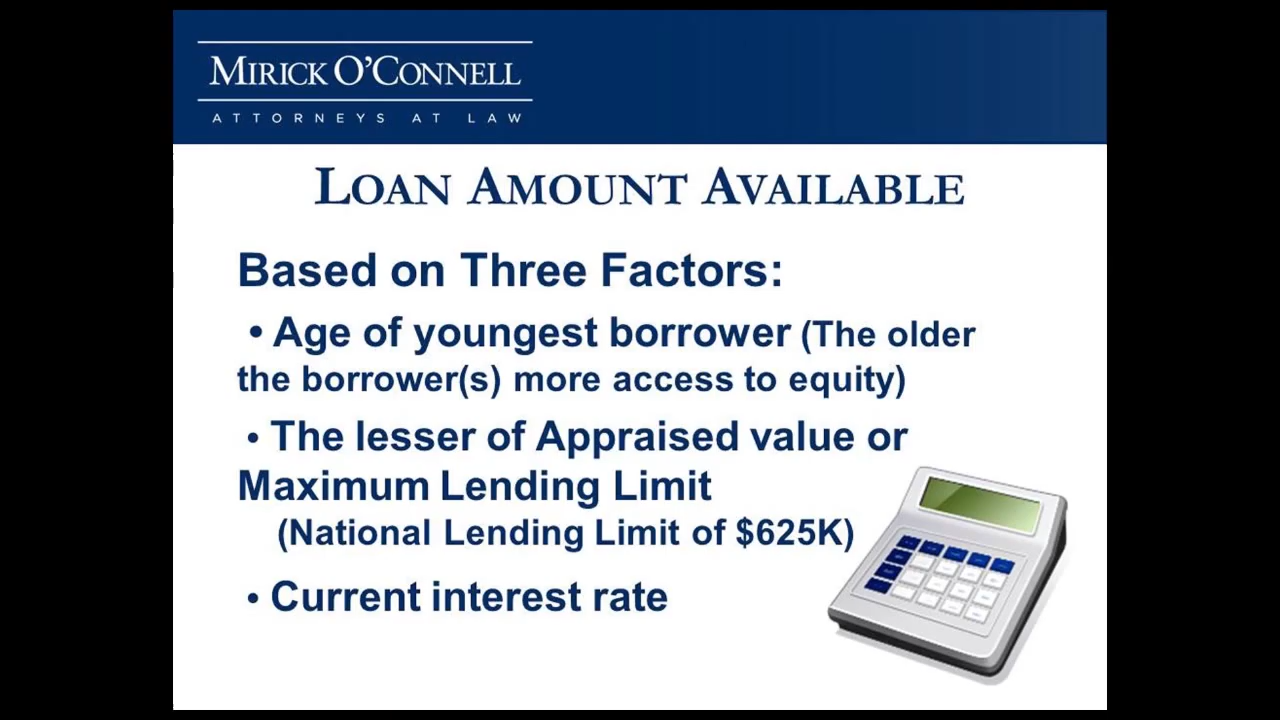 MIRICK O'CONNELL
ATTORNEYS AT LAW
LOAN AMOUNT AVAILABLE
Based on Three Factors:
• Age of youngest borrower (The older
the borrower(s) more access to equity)
• The lesser of Appraised value or
Maximum Lending Limit
(National Lending Limit of $625K)
• Current interest rate